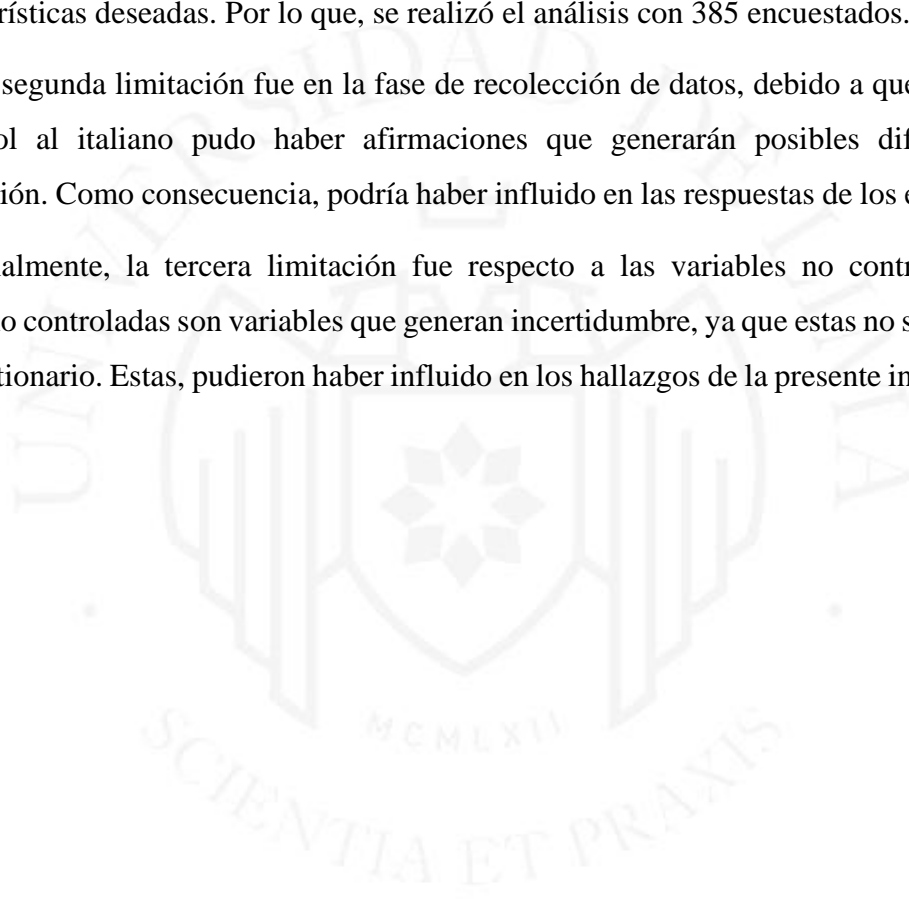 rísticas deseadas. Por lo que, se realizó el análisis con 385 encuestados.
segunda limitación fue en la fase de recolección de datos, debido a que
ol al italiano pudo haber afirmaciones que generarán posibles dif
ión. Como consecuencia, podría haber influido en las respuestas de los e
almente, la tercera limitación fue respecto a las variables no contr
o controladas son variables que generan incertidumbre, ya que estas no s
tionario. Estas, pudieron haber influido en los hallazgos de la presente in
UNIVERSIDAD DE LIMA
MCMLXII
SCIENTIA ET PRAXIS